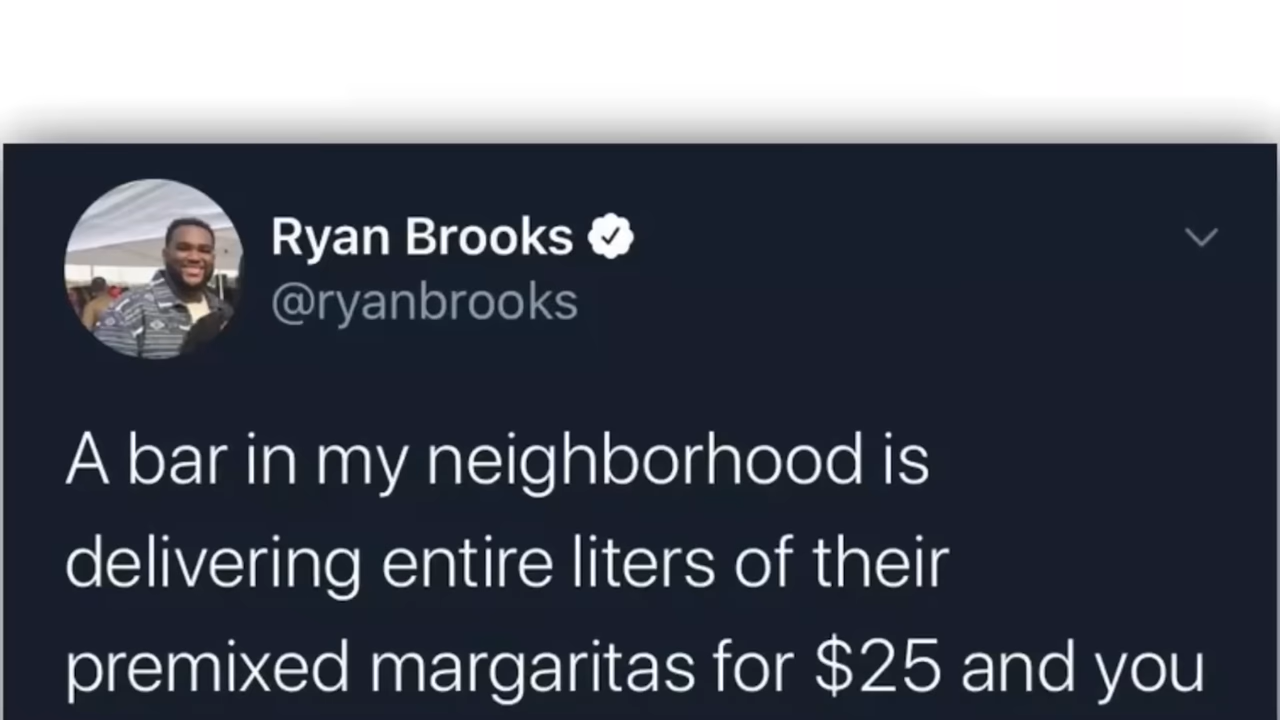 Ryan Brooks
@ryanbrooks
A bar in my neighborhood is
delivering entire liters of their
premixed margaritas for $25 and you